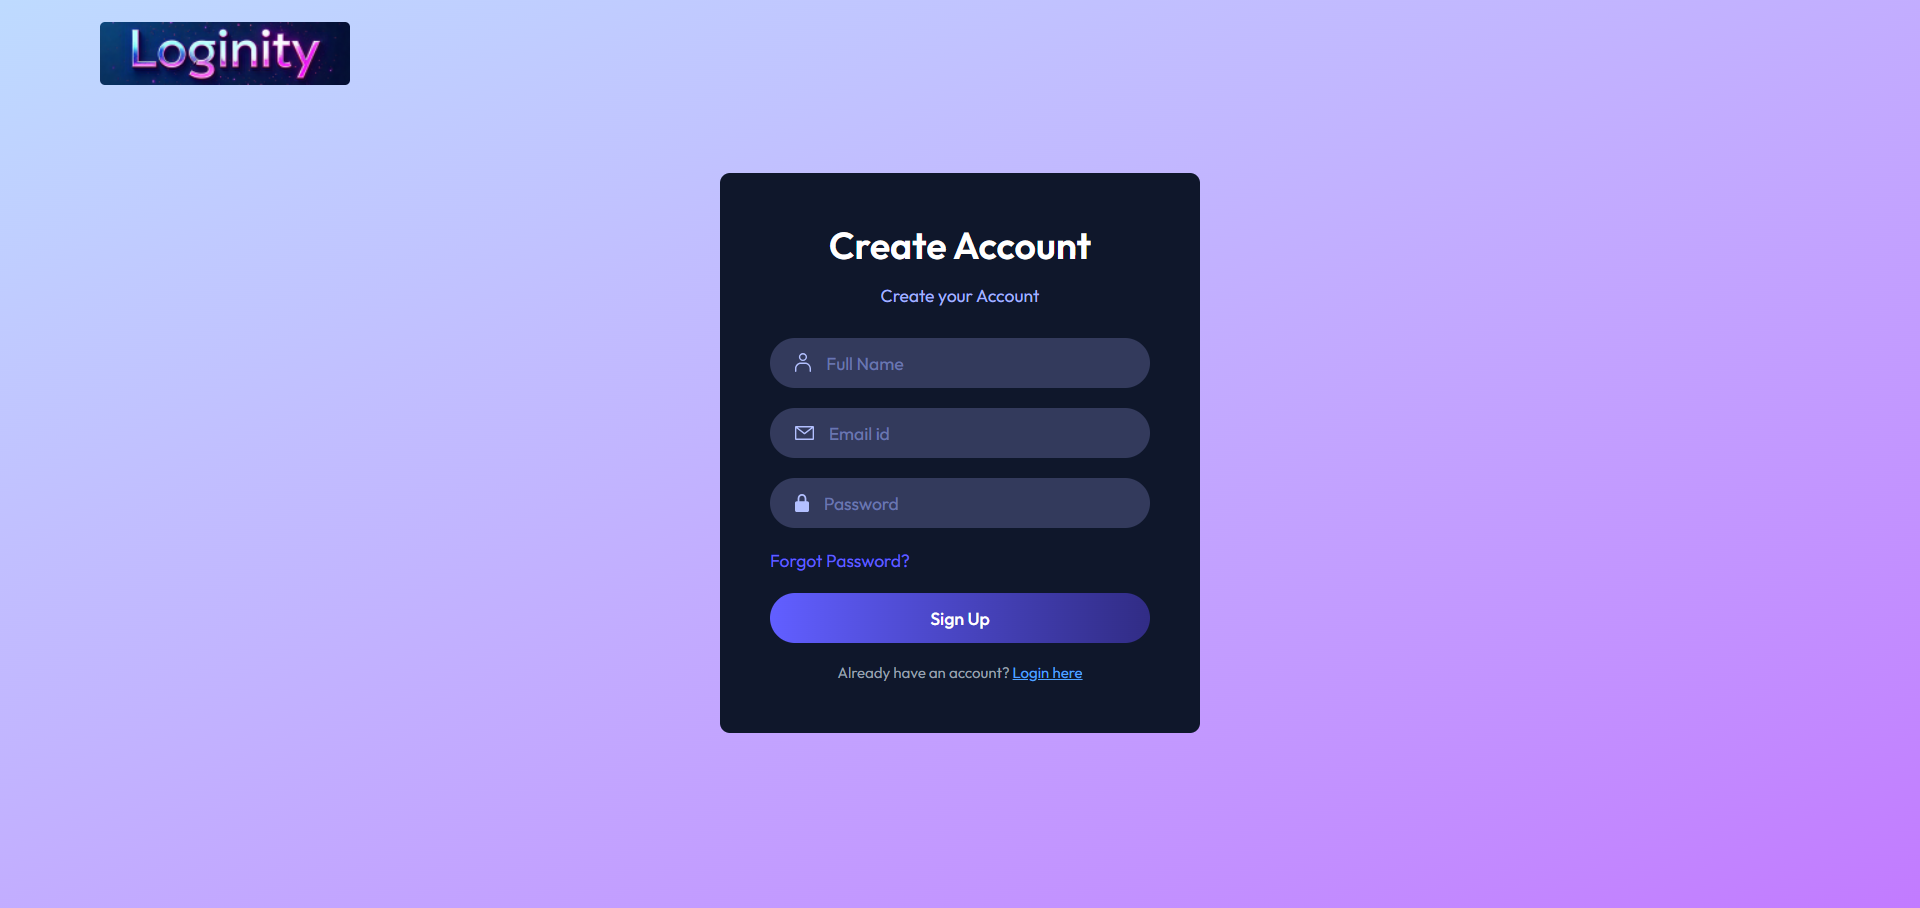 Loginity
Create Account
Create your Account
Full Name
Email id
Password
Forgot Password?
Sign Up
Already have an account? Login here